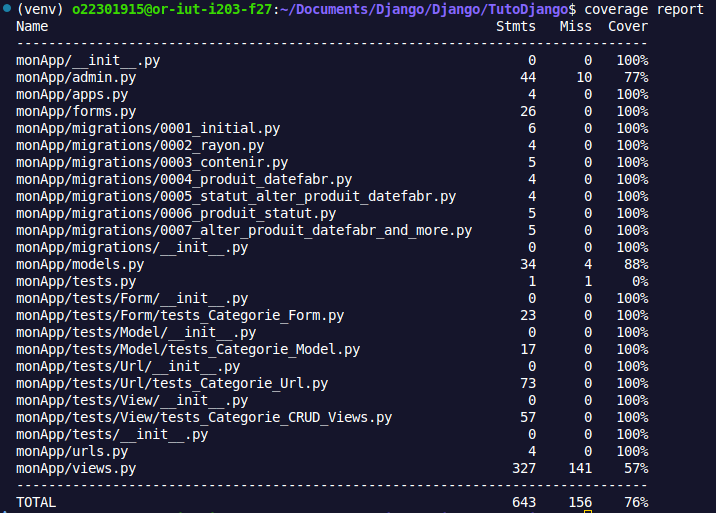 (venv) o22301915@or-iut-i203-f27:~/Documents/Django/Django/TutoDjango$ coverage report
Name Stmts Miss Cover
------------------------------------------------------------------------------
monApp/__init__.py 0 0 100%
monApp/admin.py 44 10 77%
monApp/apps.py 4 0 100%
monApp/forms.py 26 0 100%
monApp/migrations/0001_initial.py 6 0 100%
monApp/migrations/0002_rayon.py 4 0 100%
monApp/migrations/0003_contenir.py 5 0 100%
monApp/migrations/0004_produit_datefabr.py 4 0 100%
monApp/migrations/0005_statut_alter_produit_datefabr.py 4 0 100%
monApp/migrations/0006_produit_statut.py 5 0 100%
monApp/migrations/0007_alter_produit_datefabr_and_more.py 5 0 100%
monApp/migrations/__init__.py 0 0 100%
monApp/models.py 34 4 88%
monApp/tests.py 1 1 0%
monApp/tests/Form/__init__.py 0 0 100%
monApp/tests/Form/tests_Categorie_Form.py 23 0 100%
monApp/tests/Model/__init__.py 0 0 100%
monApp/tests/Model/tests_Categorie_Model.py 17 0 100%
monApp/tests/Url/__init__.py 0 0 100%
monApp/tests/Url/tests_Categorie_Url.py 73 0 100%
monApp/tests/View/__init__.py 0 0 100%
monApp/tests/View/tests_Categorie_CRUD_Views.py 57 0 100%
monApp/tests/__init__.py 0 0 100%
monApp/urls.py 4 0 100%
monApp/views.py 327 141 57%
------------------------------------------------------------------------------
TOTAL 643 156 76%